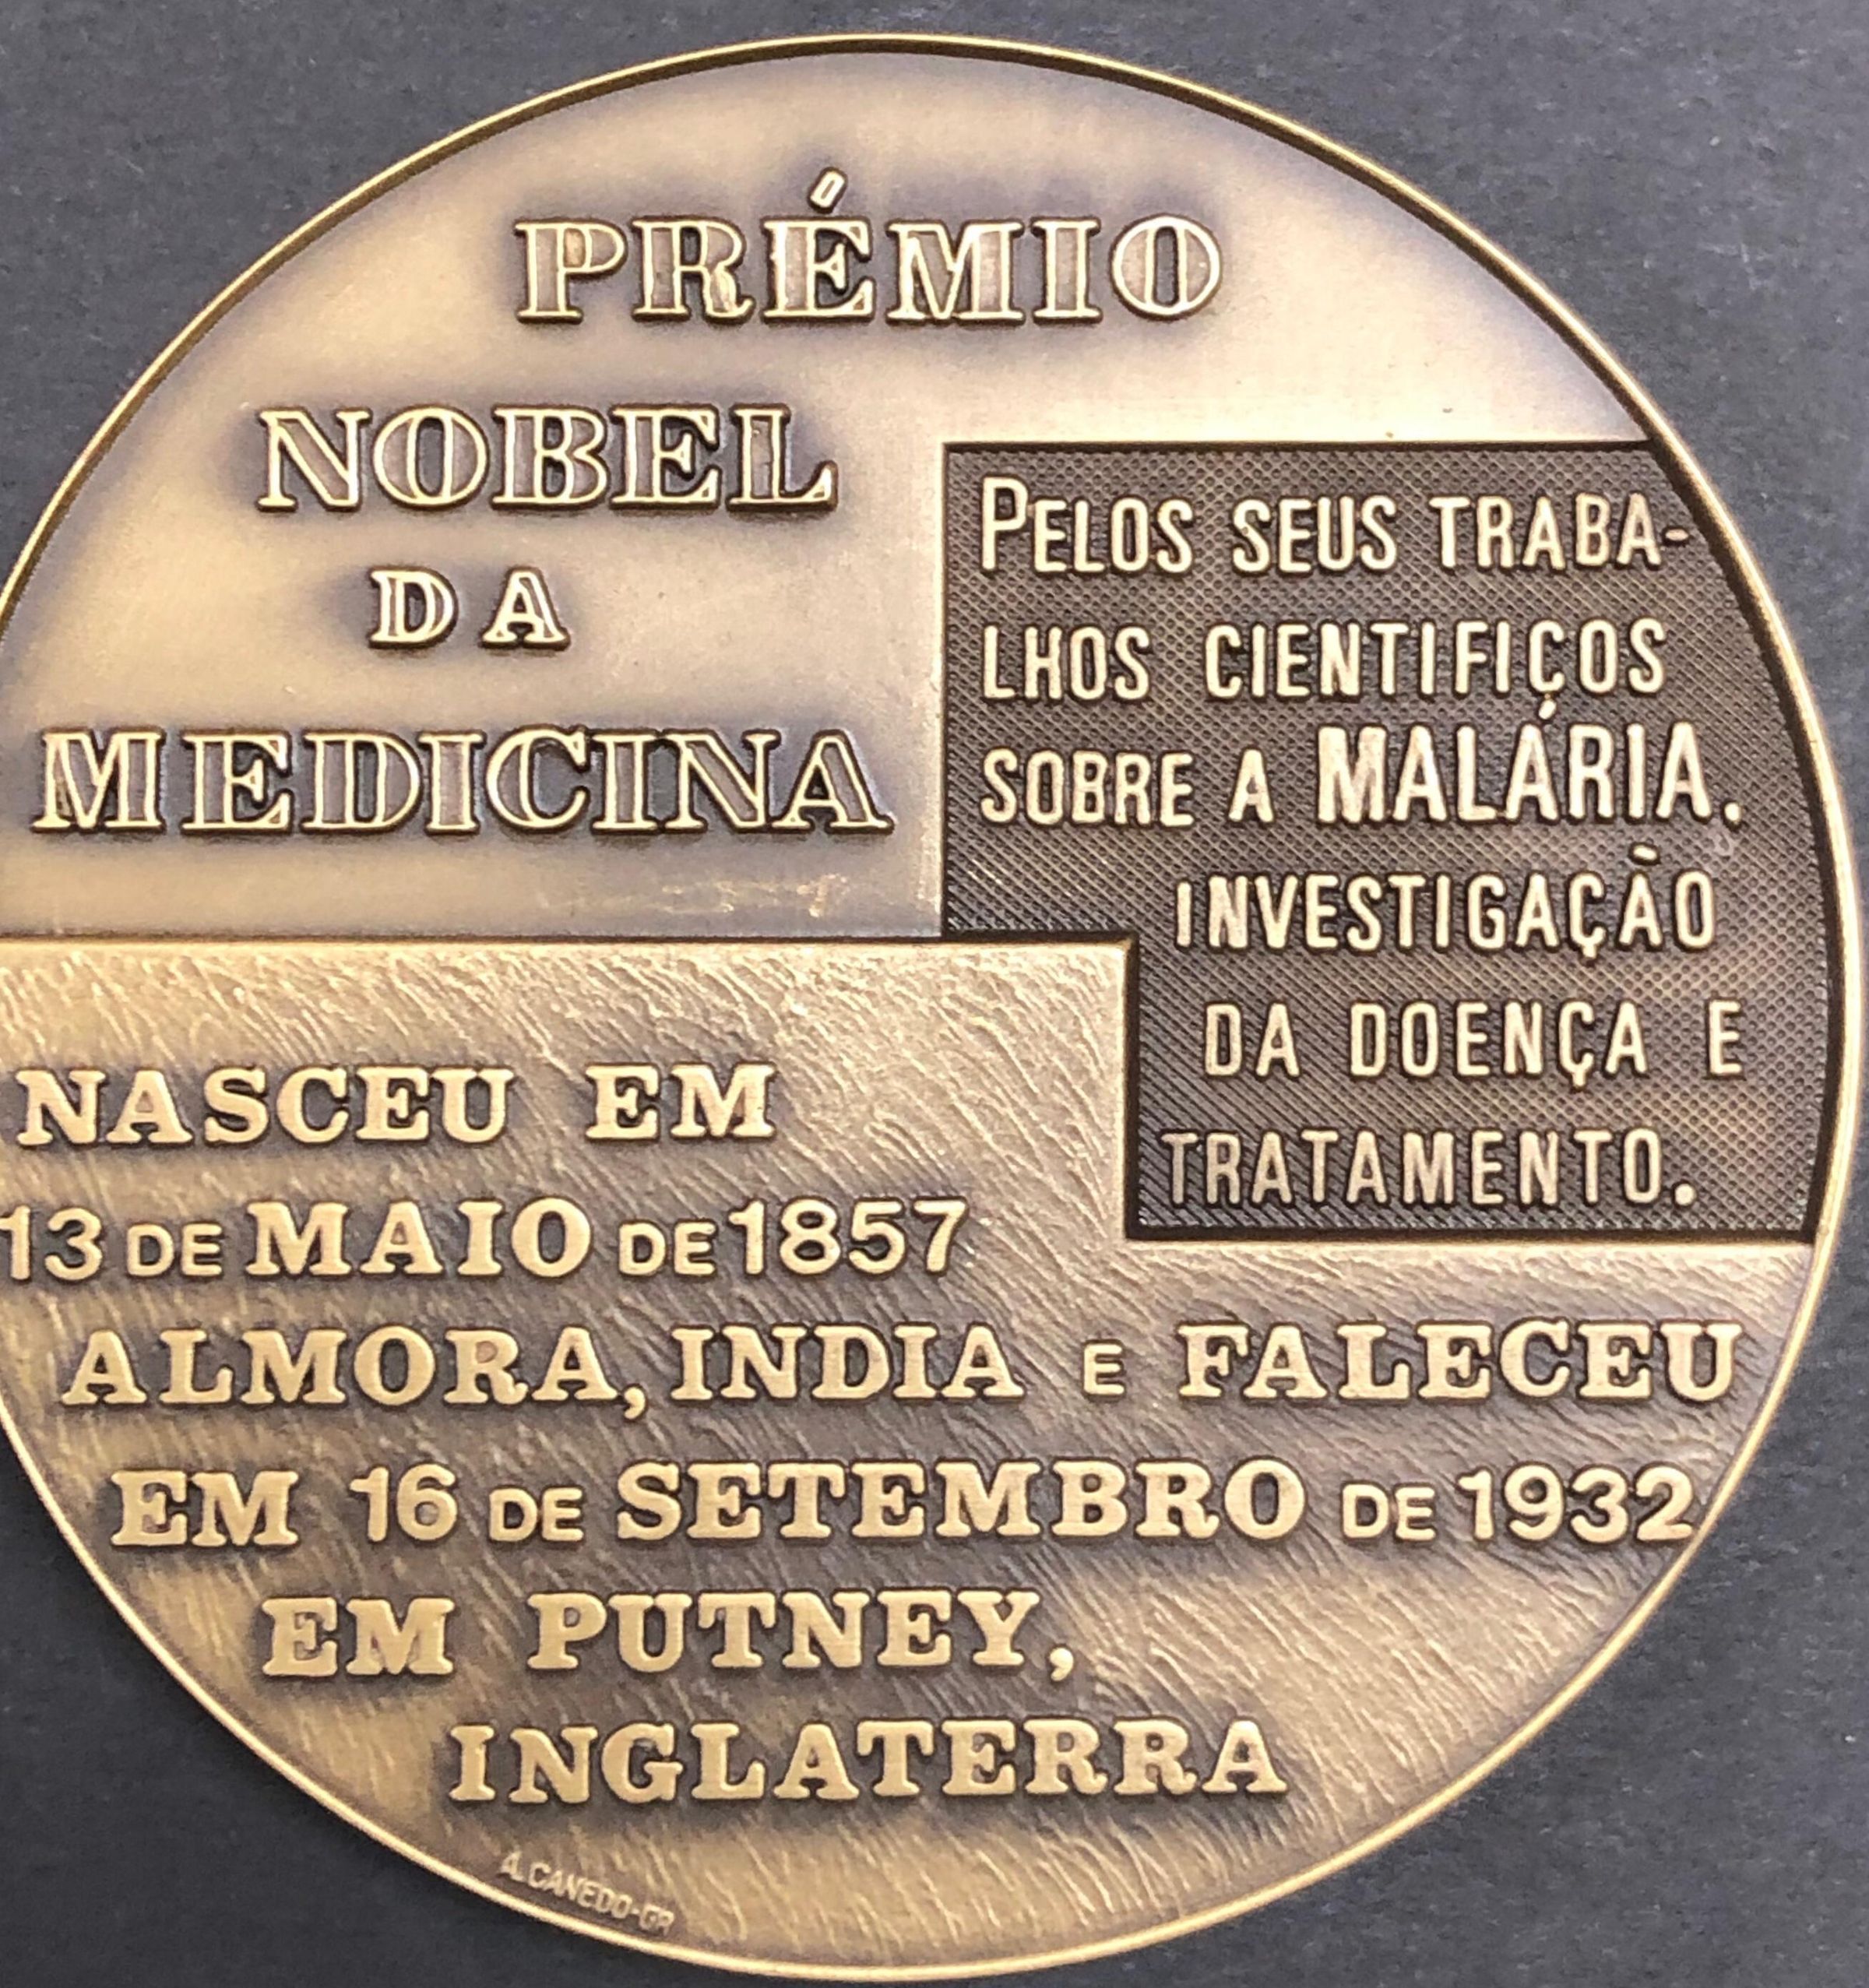 PRÉMIO
NOBEL
DA
MEDICINA
PELOS SEUS TRABA-
LHOS CIENTIFIÇOS
SOBRE A MALÁRIA.
INVESTIGAÇÃO
DA DOENÇA E
TRATAMENTO.
NASCEU EM
13 DE MAIO DE 1857
ALMORA, INDIA E FALECEU
EM 16 DE SETEMBRO DE 1932
EM PUTNEY,
INGLATERRA
A.CANEDO-GR